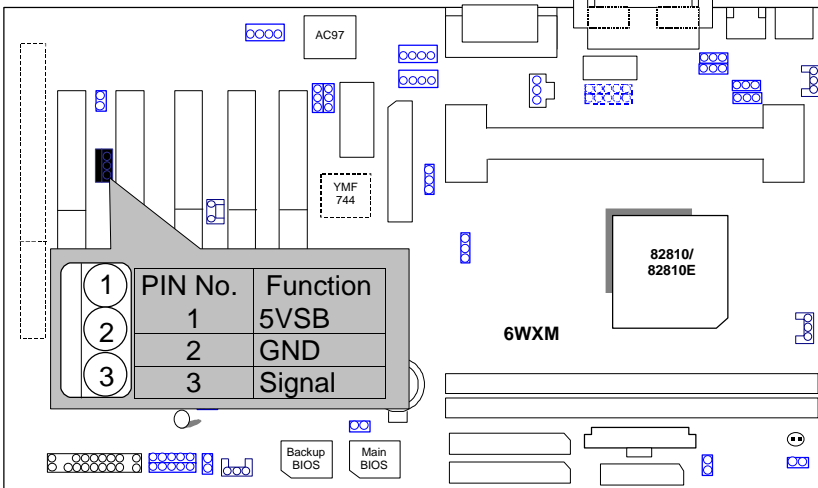 AC97
YMF
744
82810/
82810E
6WXM
1
2
3
PIN No. Function
1 5VSB
2 GND
3 Signal
Backup
BIOS
Main
BIOS